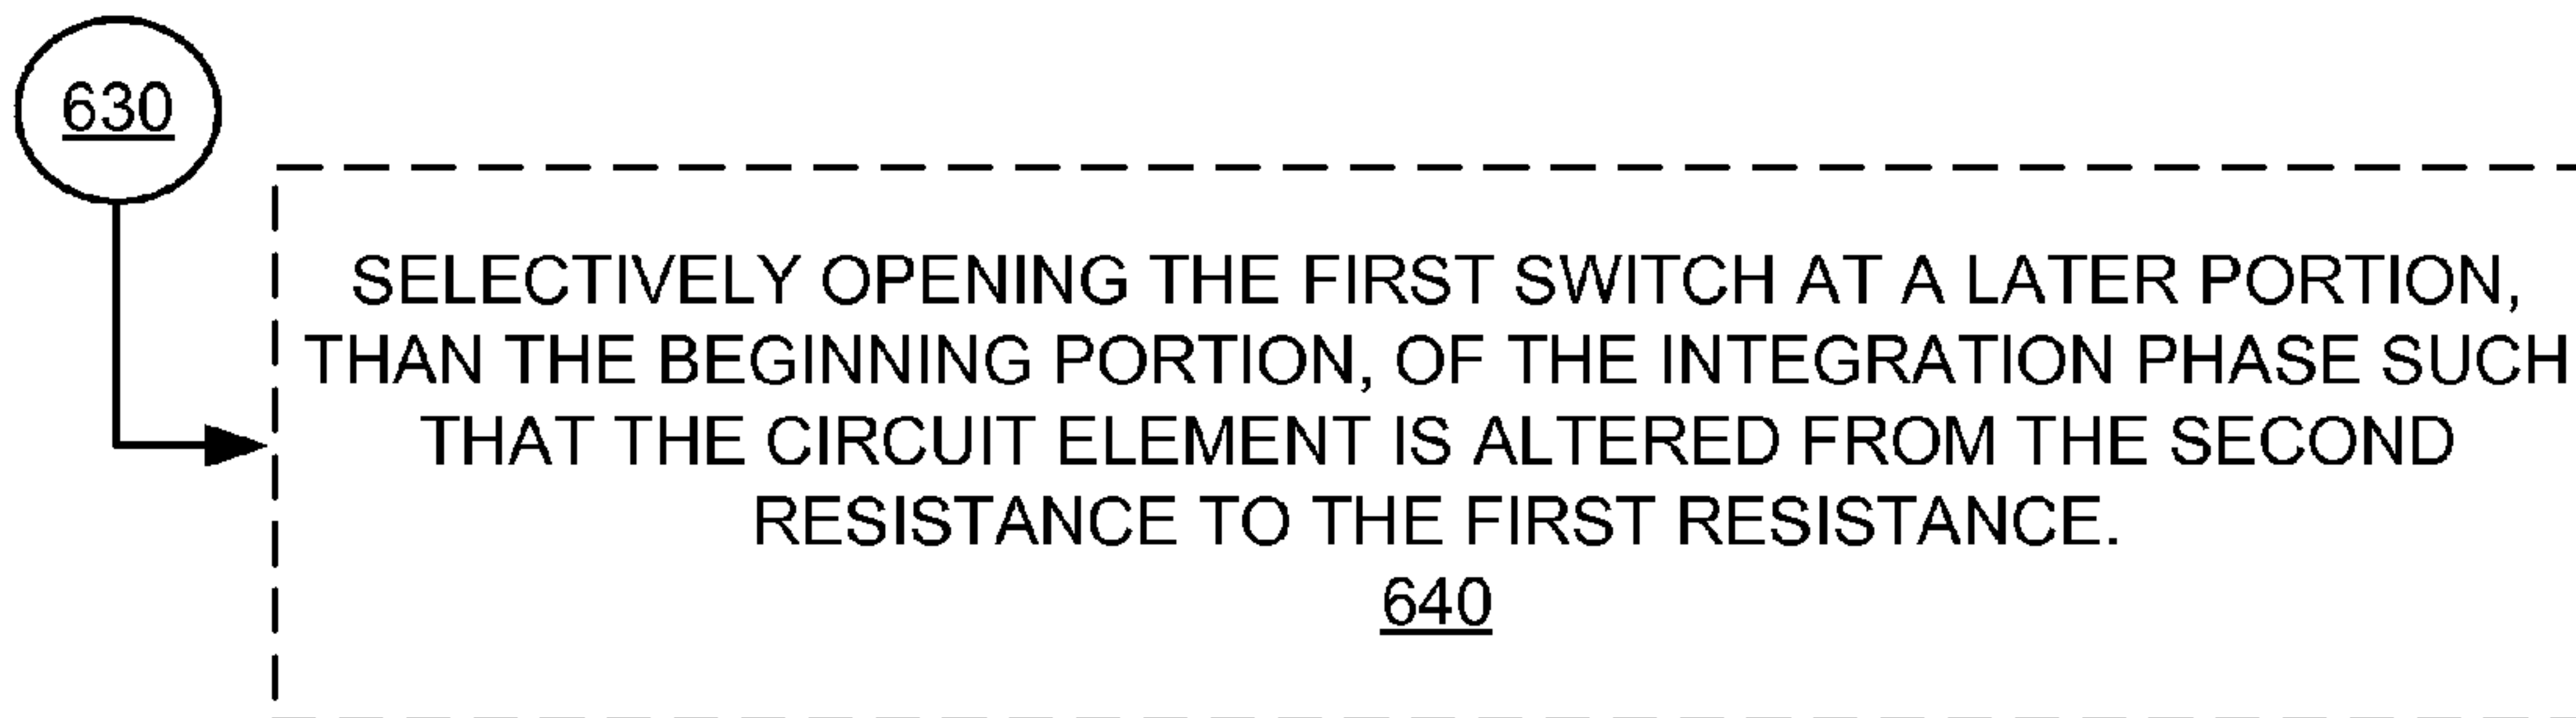 630
SELECTIVELY OPENING THE FIRST SWITCH AT A LATER PORTION,
THAN THE BEGINNING PORTION, OF THE INTEGRATION PHASE SUCH
THAT THE CIRCUIT ELEMENT IS ALTERED FROM THE SECOND
RESISTANCE TO THE FIRST RESISTANCE.
640